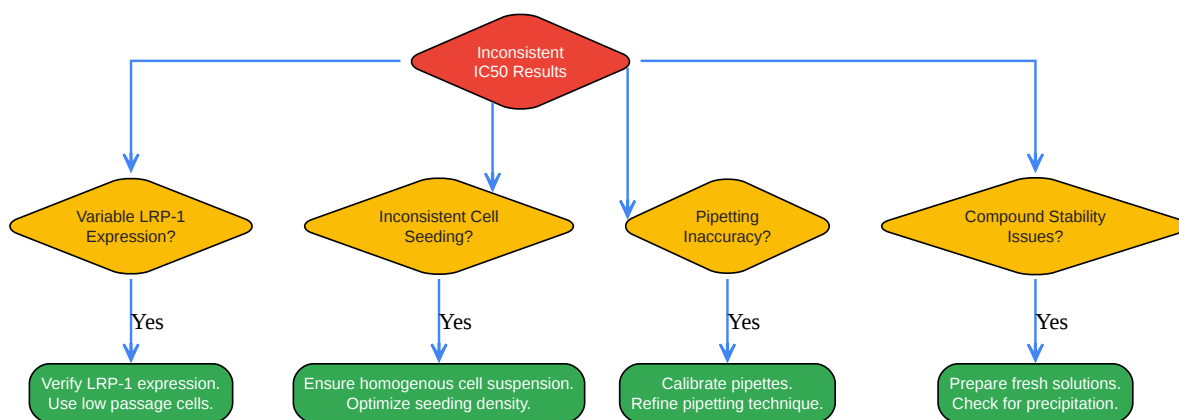 Inconsistent
IC50 Results
Variable LRP-1
Expression?
Inconsistent Cell
Seeding?
Pipetting
Inaccuracy?
Compound Stability
Issues?
Yes
Yes
Yes
Yes
Verify LRP-1 expression.
Use low passage cells.
Ensure homogenous cell suspension.
Optimize seeding density.
Calibrate pipettes.
Refine pipetting technique.
Prepare fresh solutions.
Check for precipitation.